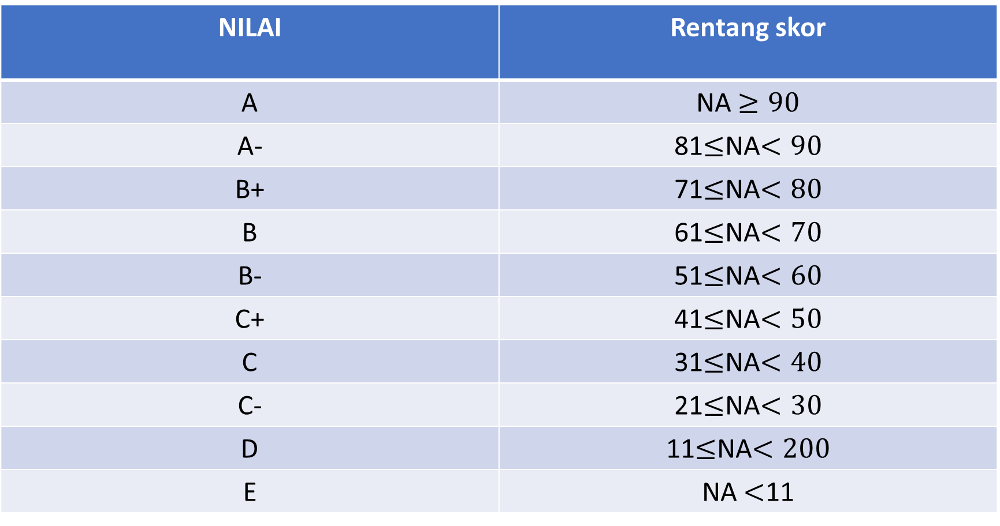 NILAI Rentang skor
A NA ≥ 90
A- 81≤NA< 90
B+ 71≤NA< 80
B 61≤NA< 70
B- 51≤NA< 60
C+ 41≤NA< 50
C 31≤NA< 40
C- 21≤NA< 30
D 11≤NA< 200
E NA <11